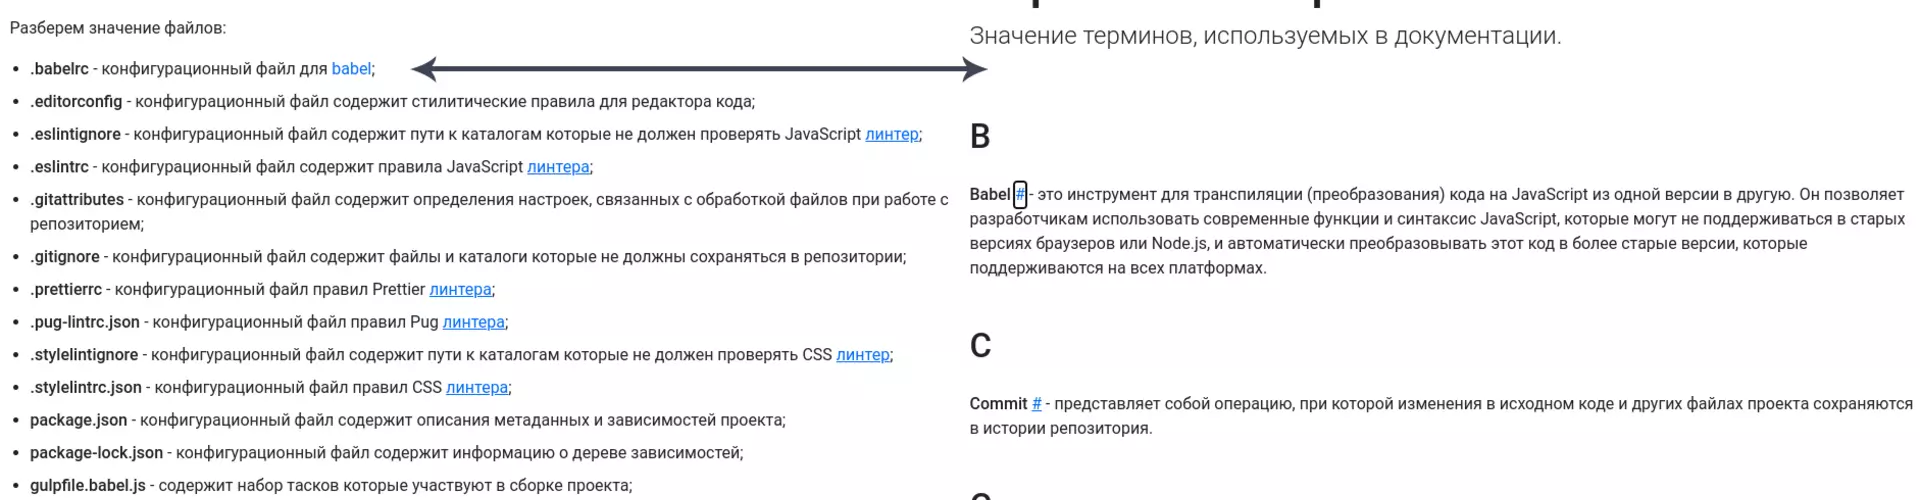 Разберем значение файлов:
• .babelrc - конфигурационный файл для babel;
• .editorconfig - конфигурационный файл содержит стилитические правила для редактора кода;
• .eslintignore - конфигурационный файл содержит пути к каталогам которые не должен проверять JavaScript линтер;
• .eslintrc - конфигурационный файл содержит правила JavaScript линтера;
• .gitattributes - конфигурационный файл содержит определения настроек, связанных с обработкой файлов при работе с
репозиторием;
• .gitignore - конфигурационный файл содержит файлы и каталоги которые не должны сохраняться в репозитории;
• .prettierrc - конфигурационный файл правил Prettier линтера;
• .pug-lintrc.json - конфигурационный файл правил Pug линтера;
• .stylelintignore - конфигурационный файл содержит пути к каталогам которые не должен проверять CSS линтер;
• .stylelintrc.json - конфигурационный файл правил CSS линтера;
• package.json - конфигурационный файл содержит описания метаданных и зависимостей проекта;
• package-lock.json - конфигурационный файл содержит информацию о дереве зависимостей;
• gulpfile.babel.js - содержит набор тасков которые участвуют в сборке проекта;
Значение терминов, используемых в документации.
B
Babel # - это инструмент для транспиляции (преобразования) кода на JavaScript из одной версии в другую. Он позволяет
разработчикам использовать современные функции и синтаксис JavaScript, которые могут не поддерживаться в старых
версиях браузеров или Node.js, и автоматически преобразовывать этот код в более старые версии, которые
поддерживаются на всех платформах.
C
Commit # - представляет собой операцию, при которой изменения в исходном коде и других файлах проекта сохраняются
в истории репозитория.